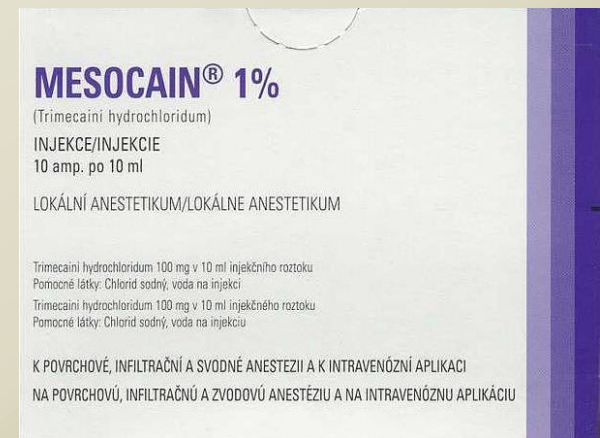 MESOCAIN® 1%
(Trimecaini hydrochloridum)
INJEKCE/INJEKCIE
10 amp. po 10 ml
LOKÁLNÍ ANESTETIKUM/LOKÁLNE ANESTETIKUM
Trimecaini hydrochloridum 100 mg v 10 ml injekčního roztoku
Pomocné látky: Chlorid sodný, voda na injekci
Trimecaini hydrochloridum 100 mg v 10 ml injekčného roztoku
Pomocné látky: Chlorid sodný, voda na injekciu
K POVRCHOVÉ, INFILTRAČNÍ A SVODNÉ ANESTEZII A K INTRAVENÓZNÍ APLIKACI
NA POVRCHOVÚ, INFILTRAČNÚ A ZVODOVÚ ANESTÉZIU A NA INTRAVENÓZNU APLIKÁCIU